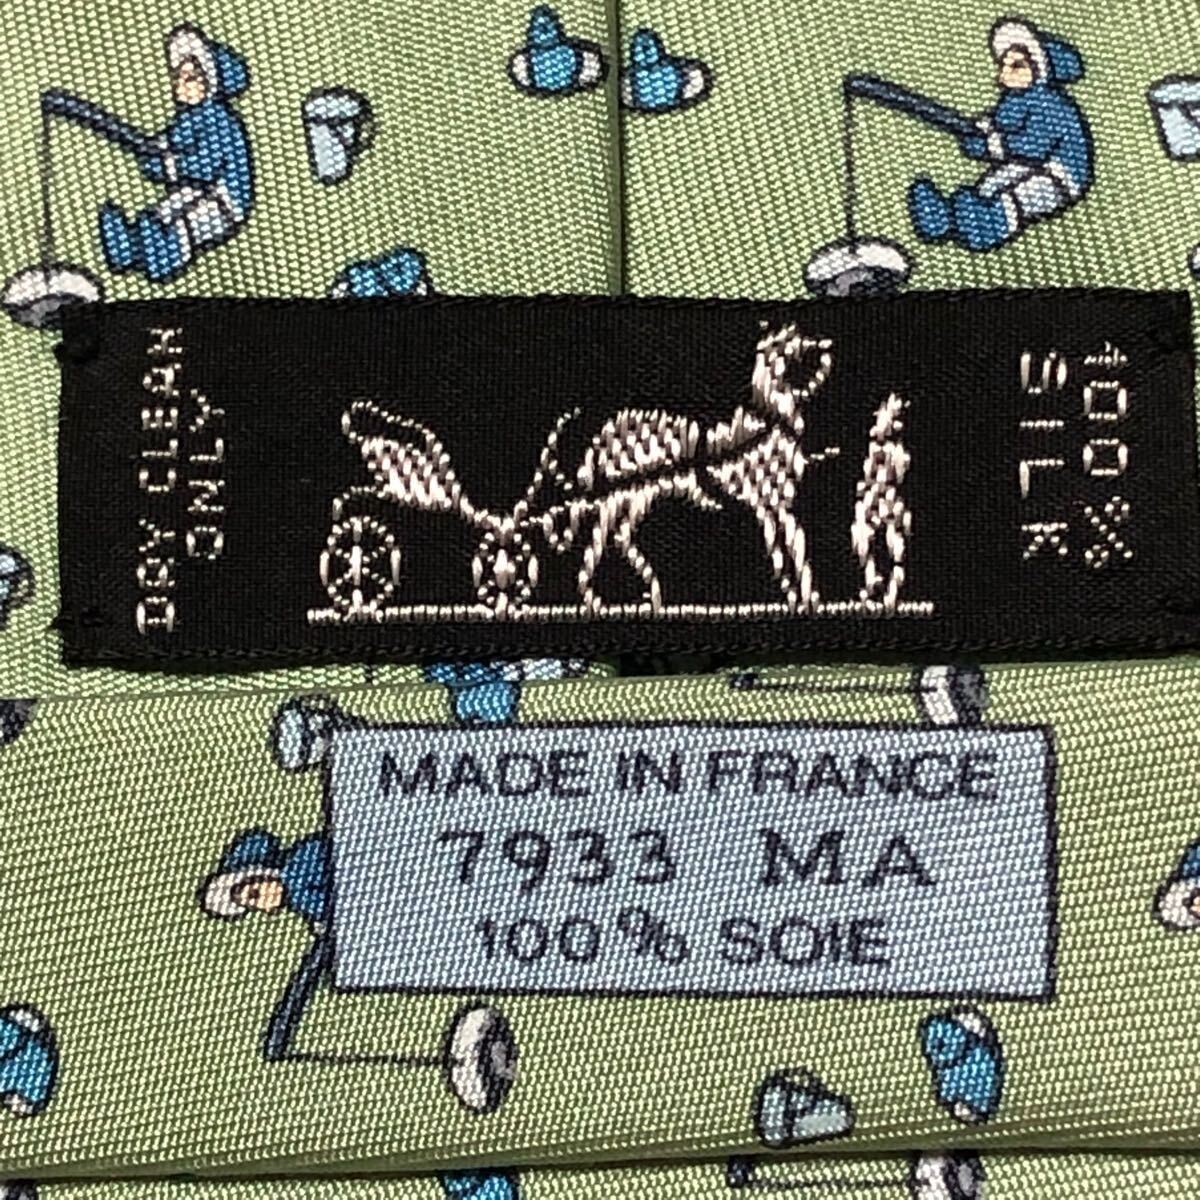 DRY CLEAN
ONLY
100%
SILK
MADE IN FRANCE
7933 MA
100% SOIE